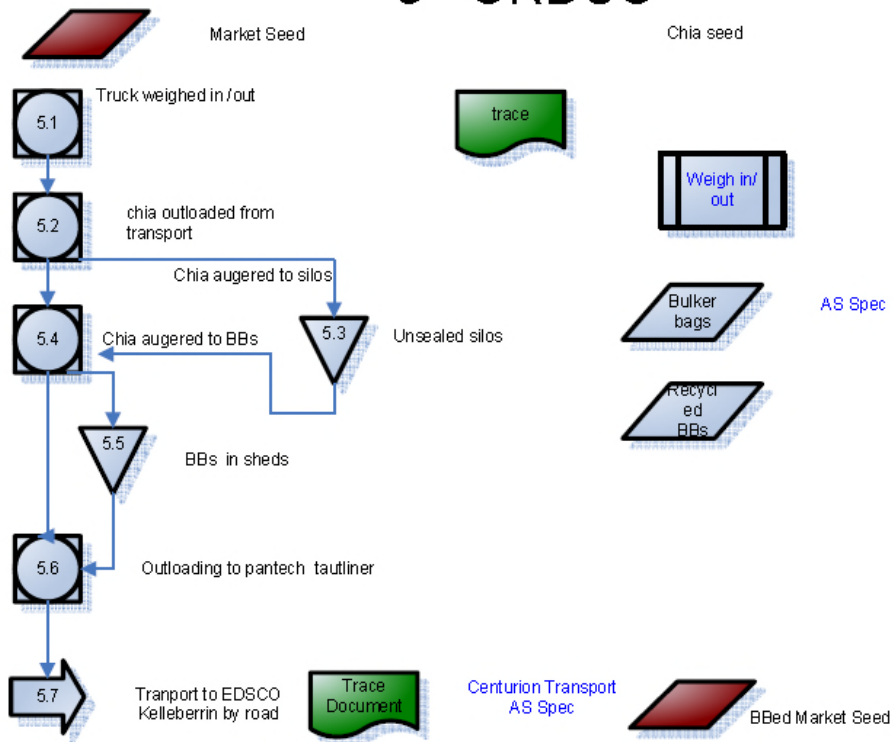 Market Seed
Chia seed
Truck weighed in /out
5.1
trace
Weigh in/
out
5.2
chia outloaded from
transport
Chia augered to silos
Bulker
bags
AS Spec
5.4
Chia augered to BBs
5.3
Unsealed silos
Recycl
ed
BBs
5.5
BBs in sheds
5.6
Outloading to pantech tautliner
5.7
Tranport to EDSCO
Kelleberrin by road
Trace
Document
Centurion Transport
AS Spec
BBed Market Seed